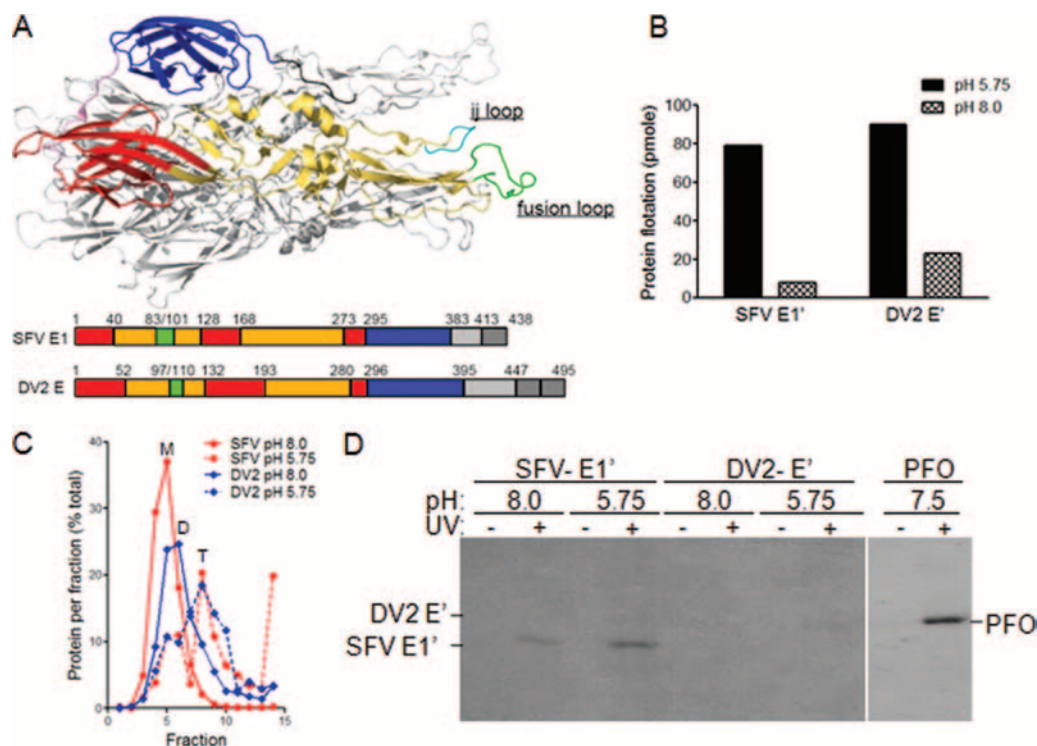 A
ij loop
fusion loop
1 40 83/101 128 168 273 295 383 413 438
SFV E1
1 52 97/110 132 193 280 296 395 447 495
DV2 E
B
pH 5.75
pH 8.0
Protein flotation (pmole)
100
80
60
40
20
0
SFV E1'
DV2 E'
C
Protein per fraction (% total)
40
30
20
10
0
M
D
T
SFV pH 8.0
SFV pH 5.75
DV2 pH 8.0
DV2 pH 5.75
0 5 10 15
Fraction
D
SFV- E1' DV2- E' PFO
pH: 8.0 5.75 8.0 5.75 7.5
UV: - + - + - + - + - +
DV2 E'
SFV E1'
PFO